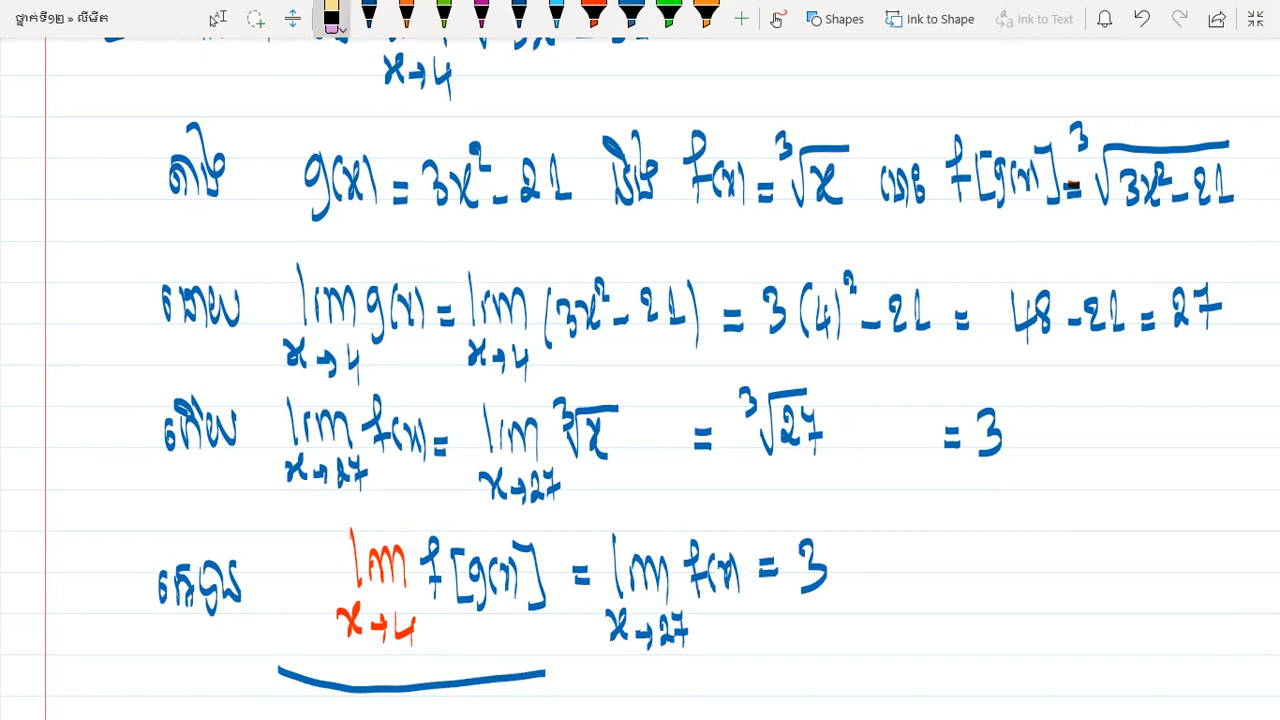 ថ្នាក់ទី១២ » លីមីត
Shapes Ink to Shape Ink to Text
x→4
តាង g(x) = 3x² - 21 និង f(x) = ∛x នោះ f[g(x)] = ∛(3x² - 21)
ដោយ lim x→4 g(x) = lim x→4 (3x² - 21) = 3(4)² - 21 = 48 - 21 = 27
ហើយ lim x→27 f(x) = lim x→27 ∛x = ∛27 = 3
គេបាន lim x→4 f[g(x)] = lim x→27 f(x) = 3